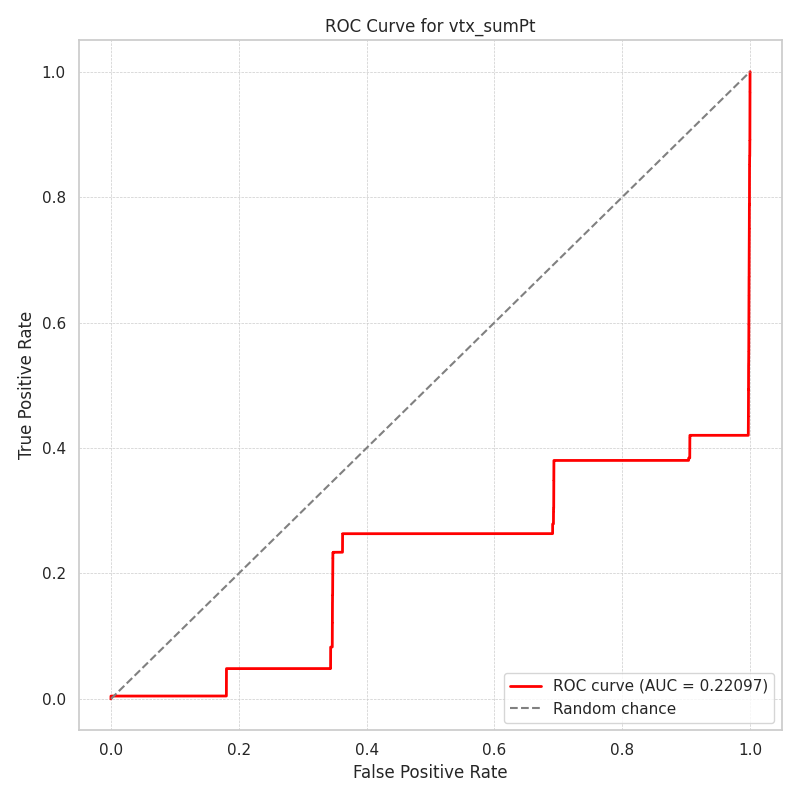 ROC Curve for vtx_sumPt
True Positive Rate
1.0
0.8
0.6
0.4
0.2
0.0
0.0 0.2 0.4 0.6 0.8 1.0
False Positive Rate
ROC curve (AUC = 0.22097)
Random chance